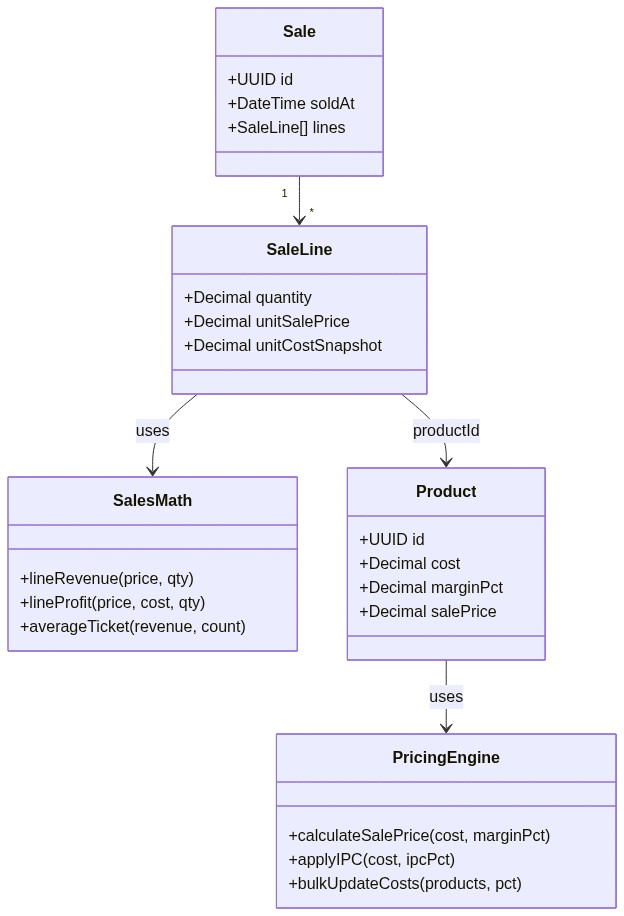 Sale
+UUID id
+DateTime soldAt
+SaleLine[] lines
1
*
SaleLine
+Decimal quantity
+Decimal unitSalePrice
+Decimal unitCostSnapshot
uses
productId
SalesMath
+lineRevenue(price, qty)
+lineProfit(price, cost, qty)
+averageTicket(revenue, count)
Product
+UUID id
+Decimal cost
+Decimal marginPct
+Decimal salePrice
uses
PricingEngine
+calculateSalePrice(cost, marginPct)
+applyIPC(cost, ipcPct)
+bulkUpdateCosts(products, pct)